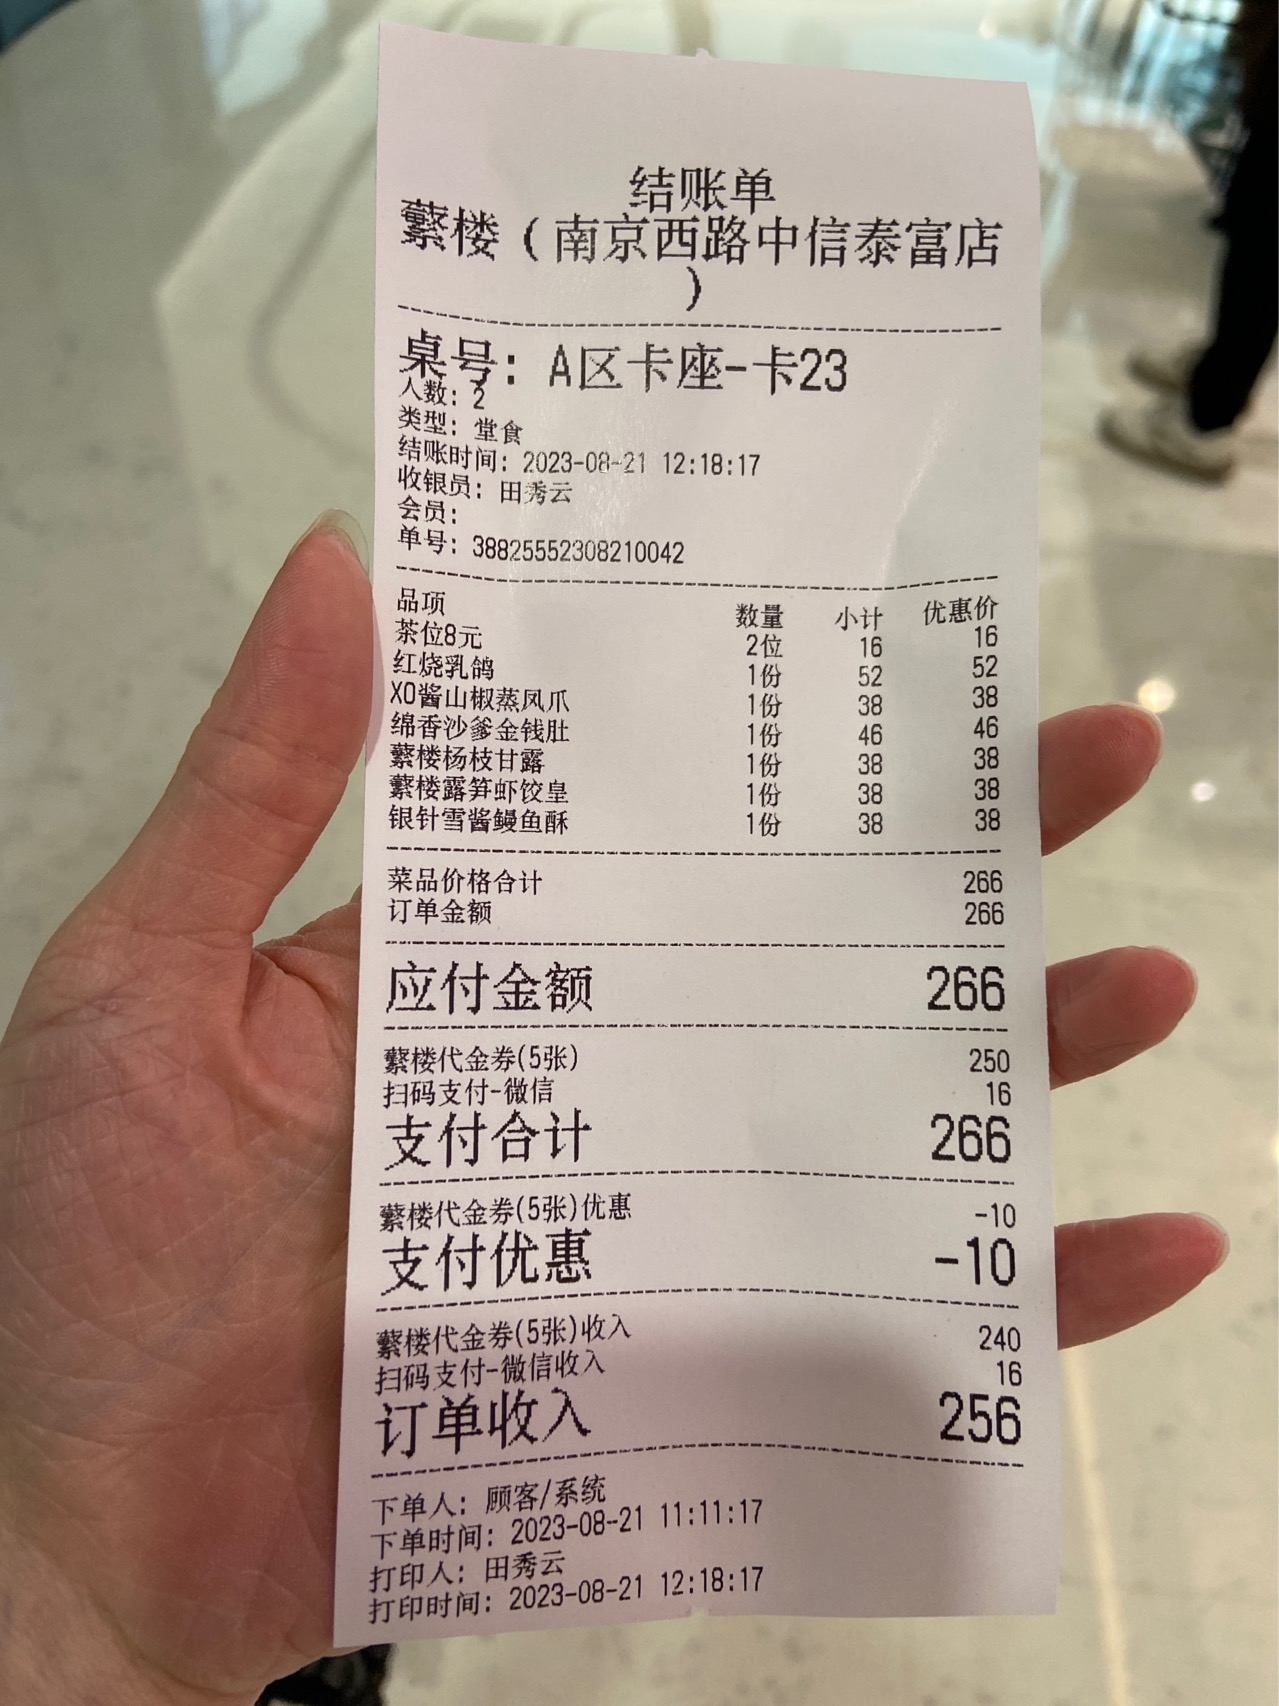 结账单
蘩楼（南京西路中信泰富店
）
桌号：A区卡座-卡23
人数：2
类型：堂食
结账时间：2023-08-21 12:18:17
收银员：田秀云
会员：
单号：38825552308210042
品项 数量 小计 优惠价
茶位8元 2位 16 16
红烧乳鸽 1份 52 52
XO酱山椒蒸凤爪 1份 38 38
绵香沙爹金钱肚 1份 46 46
蘩楼杨枝甘露 1份 38 38
蘩楼露笋虾饺皇 1份 38 38
银针雪酱鳗鱼酥 1份 38 38
菜品价格合计 266
订单金额 266
应付金额 266
蘩楼代金券(5张) 250
扫码支付-微信 16
支付合计 266
蘩楼代金券(5张)优惠 -10
支付优惠 -10
蘩楼代金券(5张)收入 240
扫码支付-微信收入 16
订单收入 256
下单人：顾客/系统
下单时间：2023-08-21 11:11:17
打印人：田秀云
打印时间：2023-08-21 12:18:17